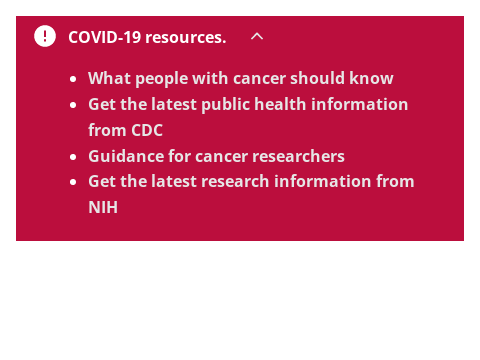 COVID-19 resources.
What people with cancer should know
Get the latest public health information
from CDC
Guidance for cancer researchers
Get the latest research information from
NIH